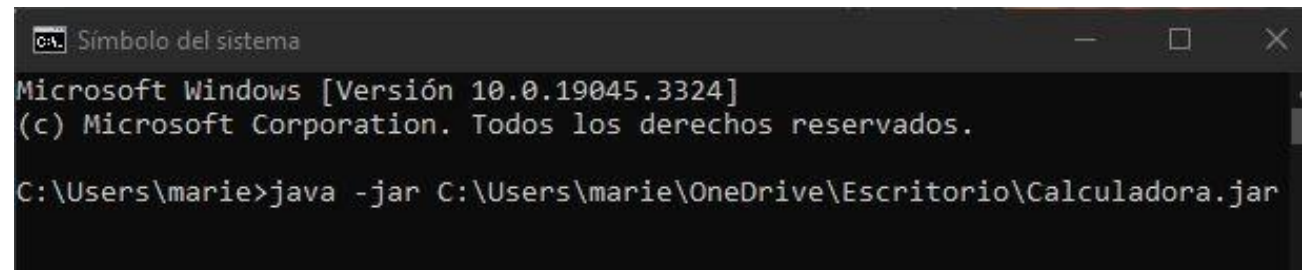 Símbolo del sistema
Microsoft Windows [Versión 10.0.19045.3324]
(c) Microsoft Corporation. Todos los derechos reservados.
C:\Users\marie>java -jar C:\Users\marie\OneDrive\Escritorio\Calculadora.jar